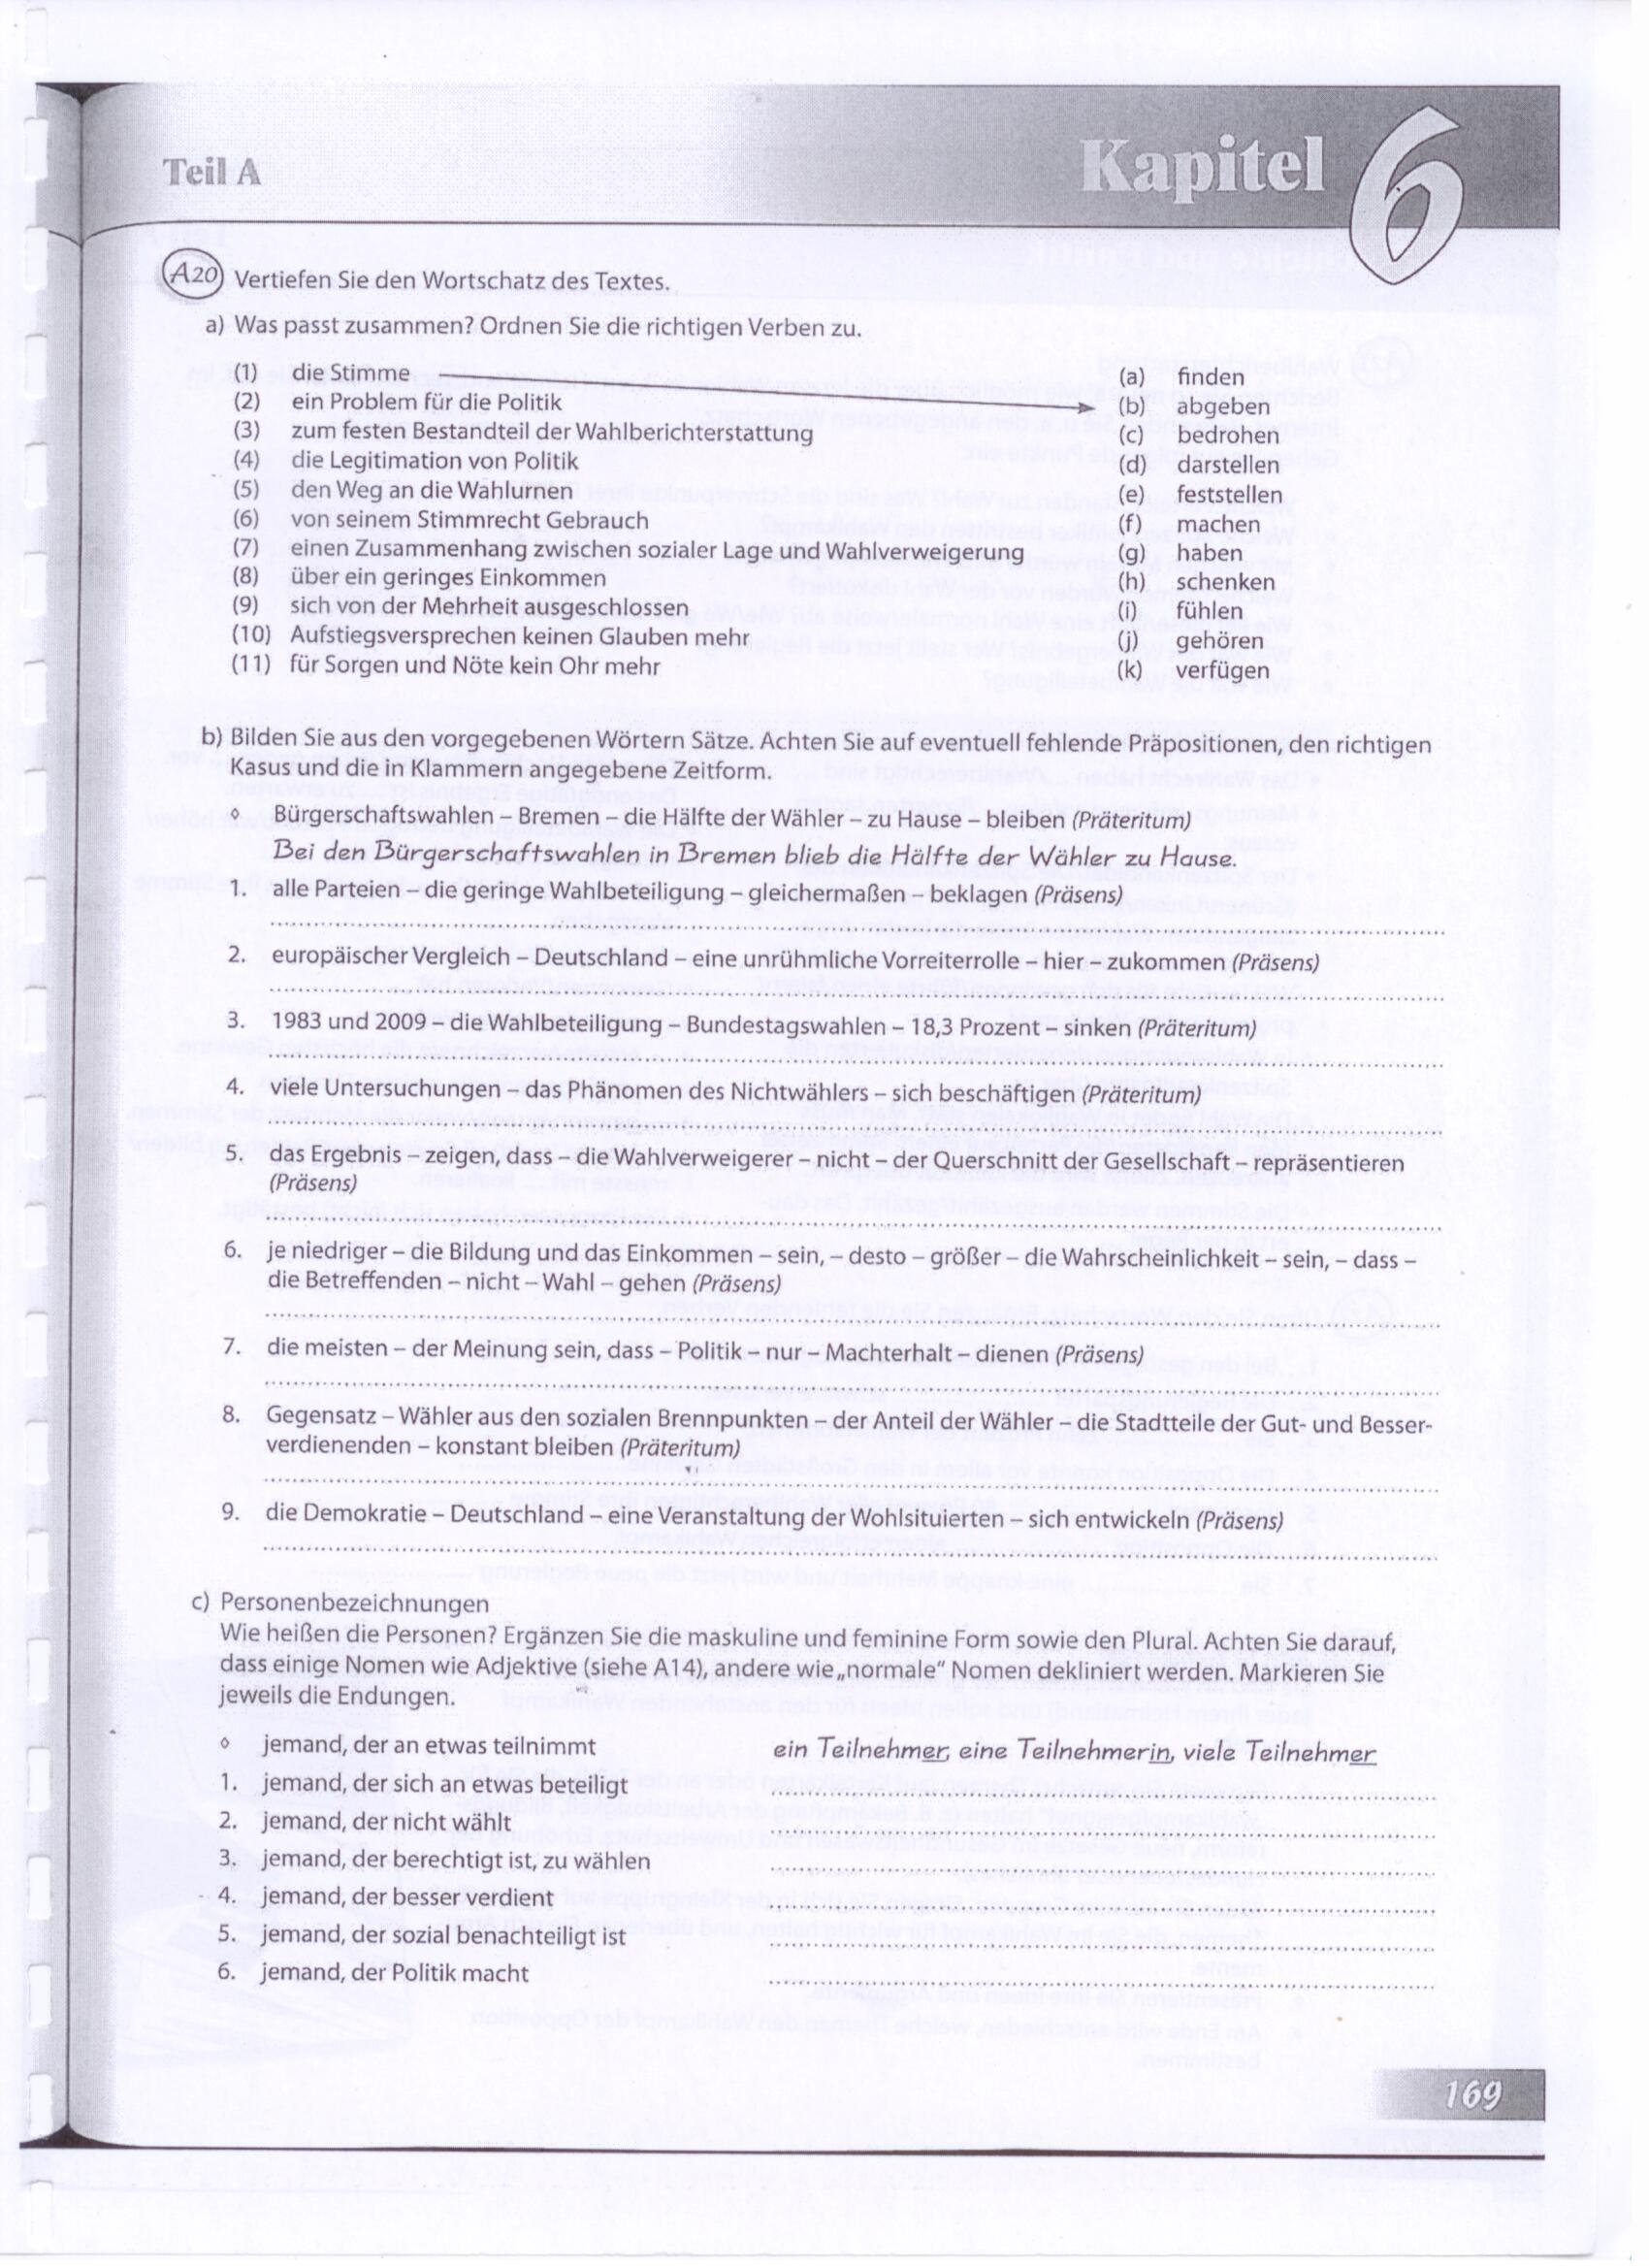 Teil A
Kapitel 6
A20 Vertiefen Sie den Wortschatz des Textes.
a) Was passt zusammen? Ordnen Sie die richtigen Verben zu.
(1) die Stimme (a) finden
(2) ein Problem für die Politik (b) abgeben
(3) zum festen Bestandteil der Wahlberichterstattung (c) bedrohen
(4) die Legitimation von Politik (d) darstellen
(5) den Weg an die Wahlurnen (e) feststellen
(6) von seinem Stimmrecht Gebrauch (f) machen
(7) einen Zusammenhang zwischen sozialer Lage und Wahlverweigerung (g) haben
(8) über ein geringes Einkommen (h) schenken
(9) sich von der Mehrheit ausgeschlossen (i) fühlen
(10) Aufstiegsversprechen keinen Glauben mehr (j) gehören
(11) für Sorgen und Nöte kein Ohr mehr (k) verfügen
b) Bilden Sie aus den vorgegebenen Wörtern Sätze. Achten Sie auf eventuell fehlende Präpositionen, den richtigen
Kasus und die in Klammern angegebene Zeitform.
◊ Bürgerschaftswahlen – Bremen – die Hälfte der Wähler – zu Hause – bleiben (Präteritum)
Bei den Bürgerschaftswahlen in Bremen blieb die Hälfte der Wähler zu Hause.
1. alle Parteien – die geringe Wahlbeteiligung – gleichermaßen – beklagen (Präsens)
2. europäischer Vergleich – Deutschland – eine unrühmliche Vorreiterrolle – hier – zukommen (Präsens)
3. 1983 und 2009 – die Wahlbeteiligung – Bundestagswahlen – 18,3 Prozent – sinken (Präteritum)
4. viele Untersuchungen – das Phänomen des Nichtwählers – sich beschäftigen (Präteritum)
5. das Ergebnis – zeigen, dass – die Wahlverweigerer – nicht – der Querschnitt der Gesellschaft – repräsentieren
(Präsens)
6. je niedriger – die Bildung und das Einkommen – sein, – desto – größer – die Wahrscheinlichkeit – sein, – dass –
die Betreffenden – nicht – Wahl – gehen (Präsens)
7. die meisten – der Meinung sein, dass – Politik – nur – Machterhalt – dienen (Präsens)
8. Gegensatz – Wähler aus den sozialen Brennpunkten – der Anteil der Wähler – die Stadtteile der Gut- und Besser-
verdienenden – konstant bleiben (Präteritum)
9. die Demokratie – Deutschland – eine Veranstaltung der Wohlsituierten – sich entwickeln (Präsens)
c) Personenbezeichnungen
Wie heißen die Personen? Ergänzen Sie die maskuline und feminine Form sowie den Plural. Achten Sie darauf,
dass einige Nomen wie Adjektive (siehe A14), andere wie „normale“ Nomen dekliniert werden. Markieren Sie
jeweils die Endungen.
◊ jemand, der an etwas teilnimmt ein Teilnehmer, eine Teilnehmerin, viele Teilnehmer
1. jemand, der sich an etwas beteiligt
2. jemand, der nicht wählt
3. jemand, der berechtigt ist, zu wählen
4. jemand, der besser verdient
5. jemand, der sozial benachteiligt ist
6. jemand, der Politik macht
169